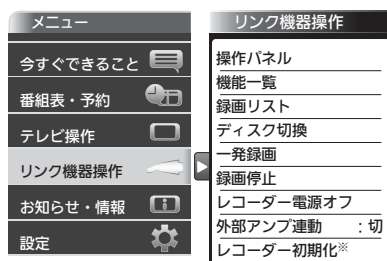 メニュー
今すぐできること
番組表・予約
テレビ操作
リンク機器操作
お知らせ・情報
設定
リンク機器操作
操作パネル
機能一覧
録画リスト
ディスク切換
一発録画
録画停止
レコーダー電源オフ
外部アンプ連動　：切
レコーダー初期化※